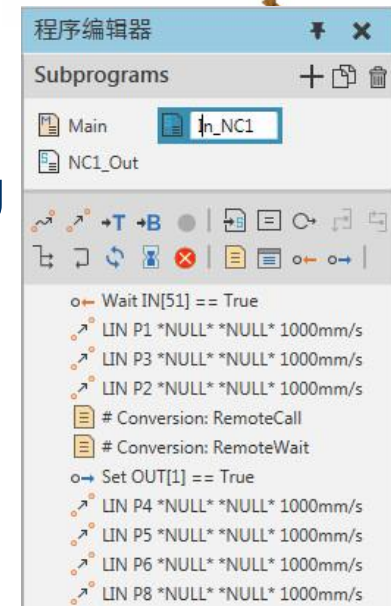 程序编辑器
Subprograms
Main
In_NC1
NC1_Out
T
B
Wait IN[51] == True
LIN P1 *NULL* *NULL* 1000mm/s
LIN P3 *NULL* *NULL* 1000mm/s
LIN P2 *NULL* *NULL* 1000mm/s
# Conversion: RemoteCall
# Conversion: RemoteWait
Set OUT[1] == True
LIN P4 *NULL* *NULL* 1000mm/s
LIN P5 *NULL* *NULL* 1000mm/s
LIN P6 *NULL* *NULL* 1000mm/s
LIN P8 *NULL* *NULL* 1000mm/s